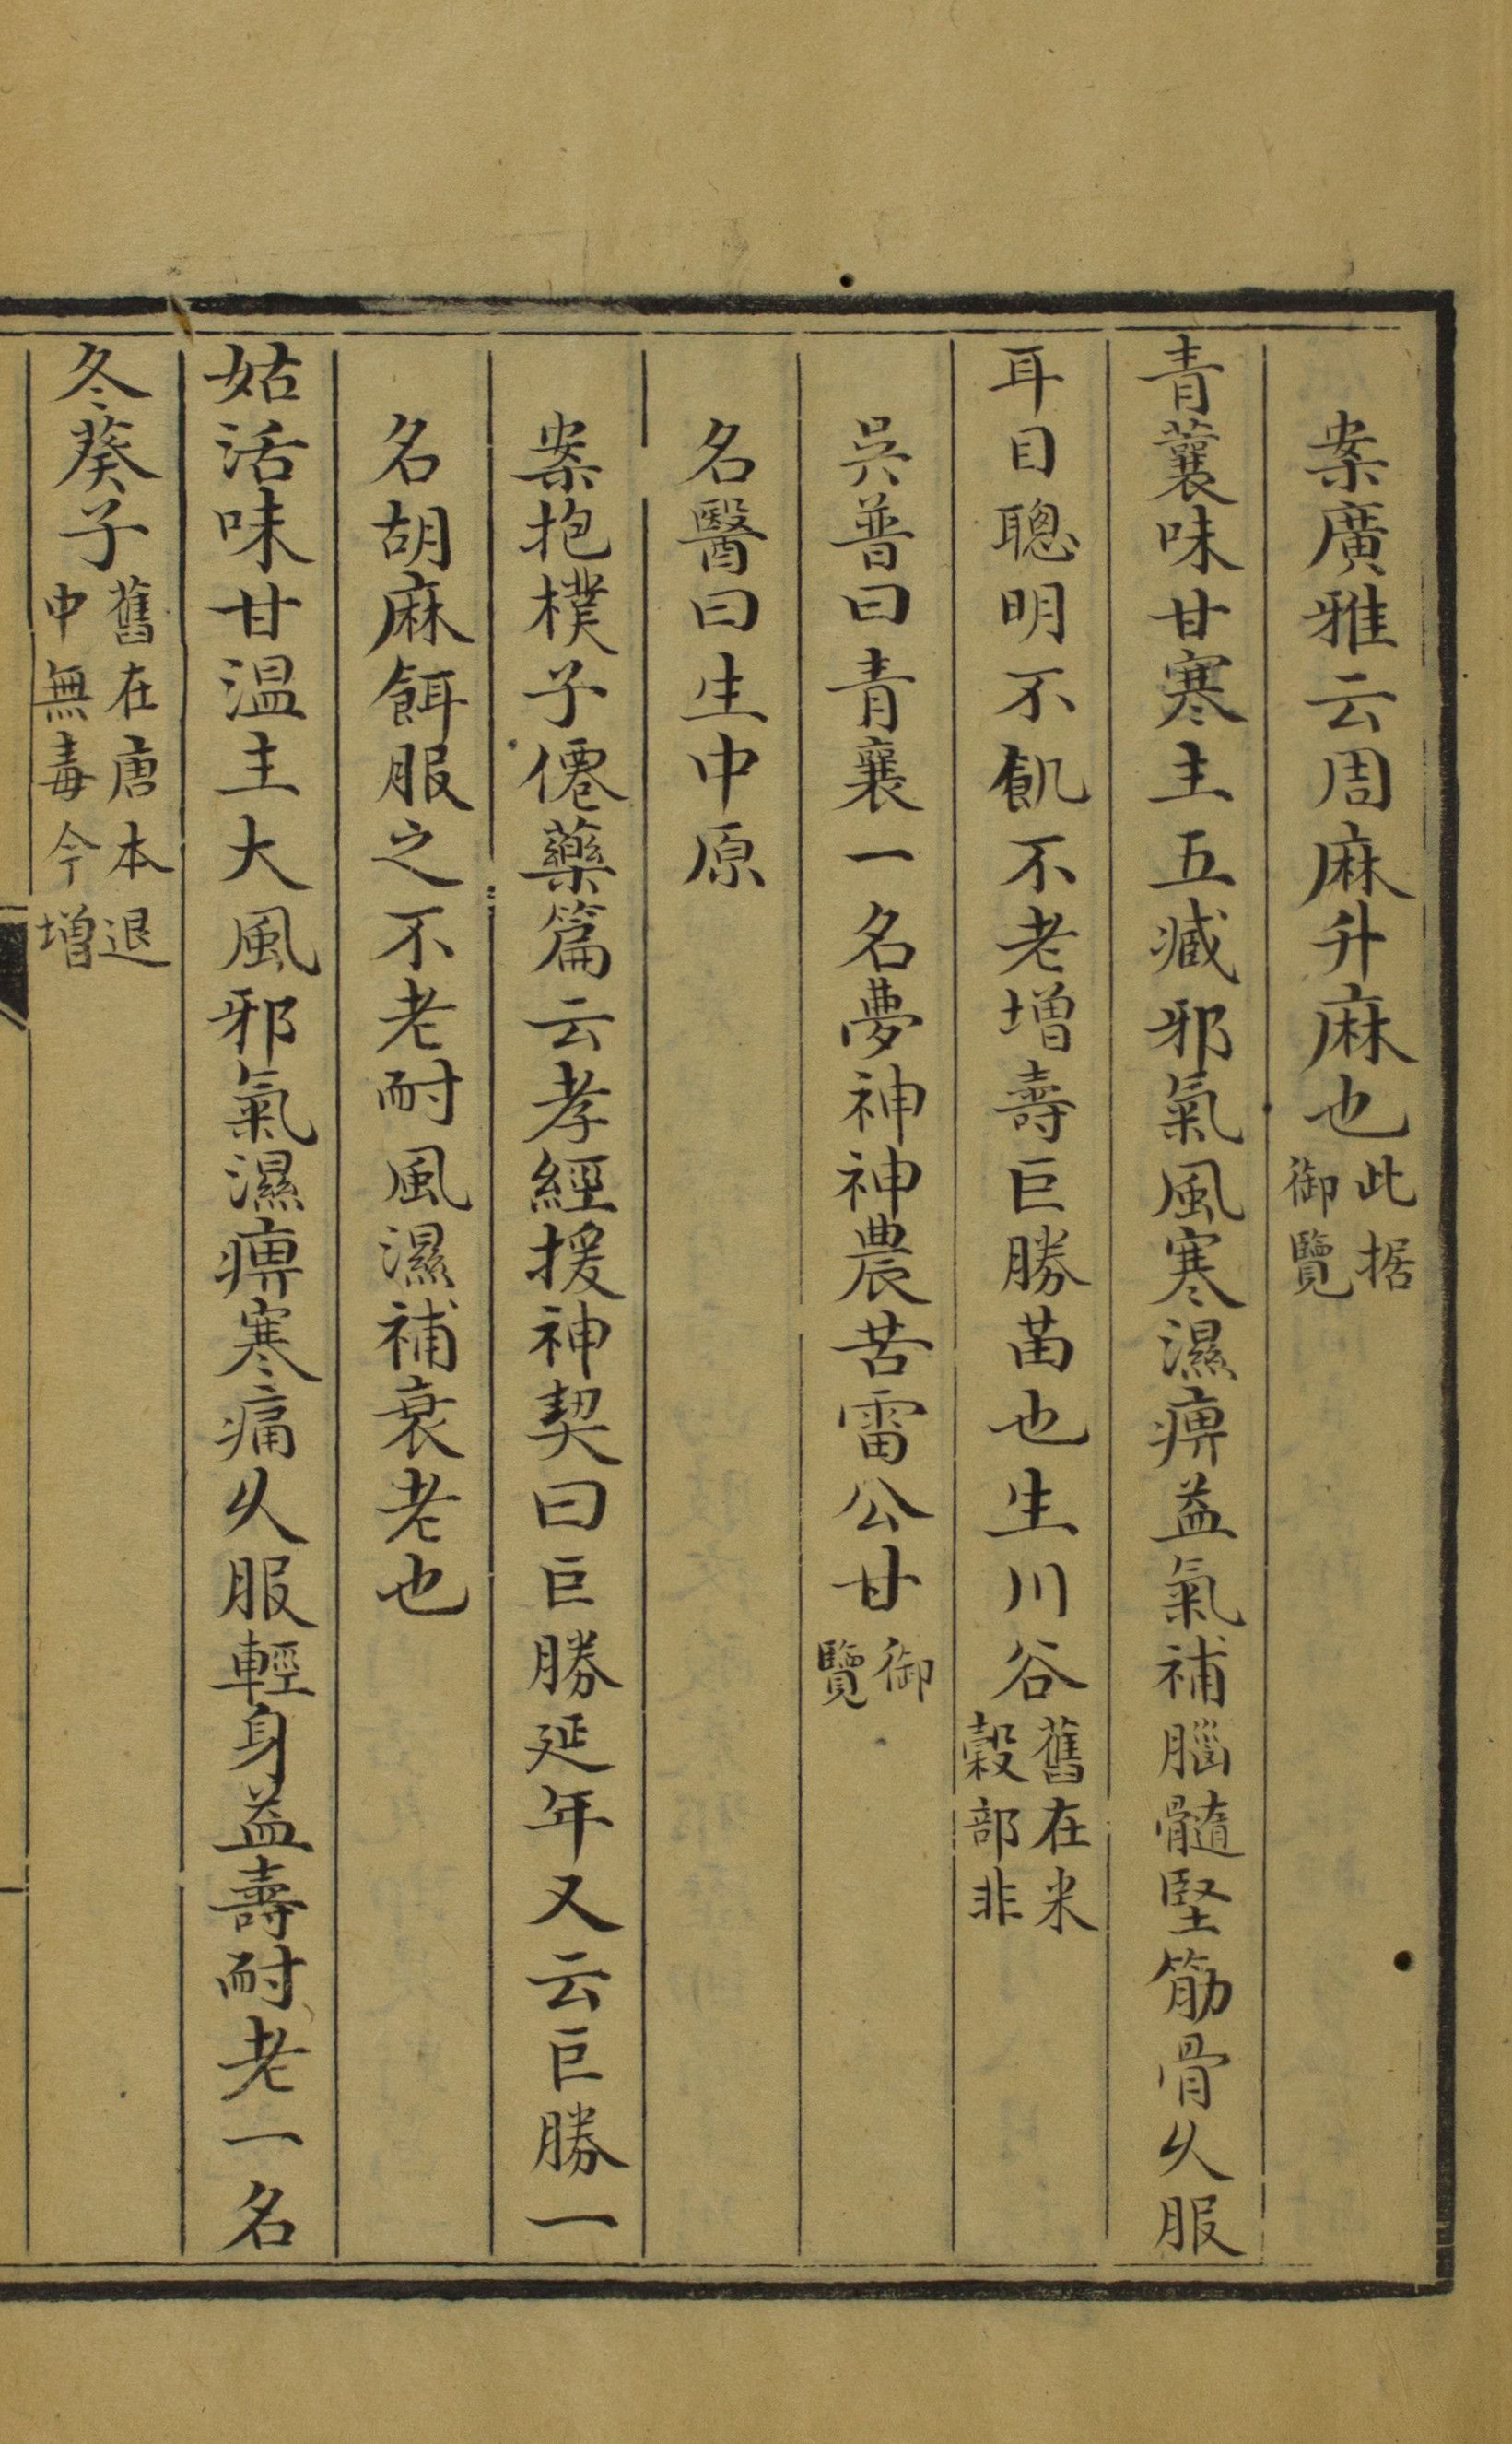 案廣雅云周麻升麻也此据御覽
青蘘味甘寒主五臧邪氣風寒濕痹益氣補腦髓堅筋骨久服
耳目聰明不飢不老增壽巨勝苗也生川谷舊在米穀部非
吳普曰青襄一名夢神神農苦雷公甘御覽
名醫曰生中原
案抱樸子僊藥篇云孝經援神契曰巨勝延年又云巨勝一
名胡麻餌服之不老耐風濕補衰老也
姑活味甘溫主大風邪氣濕痹寒痛久服輕身益壽耐老一名
冬葵子舊在唐本退中無毒今增